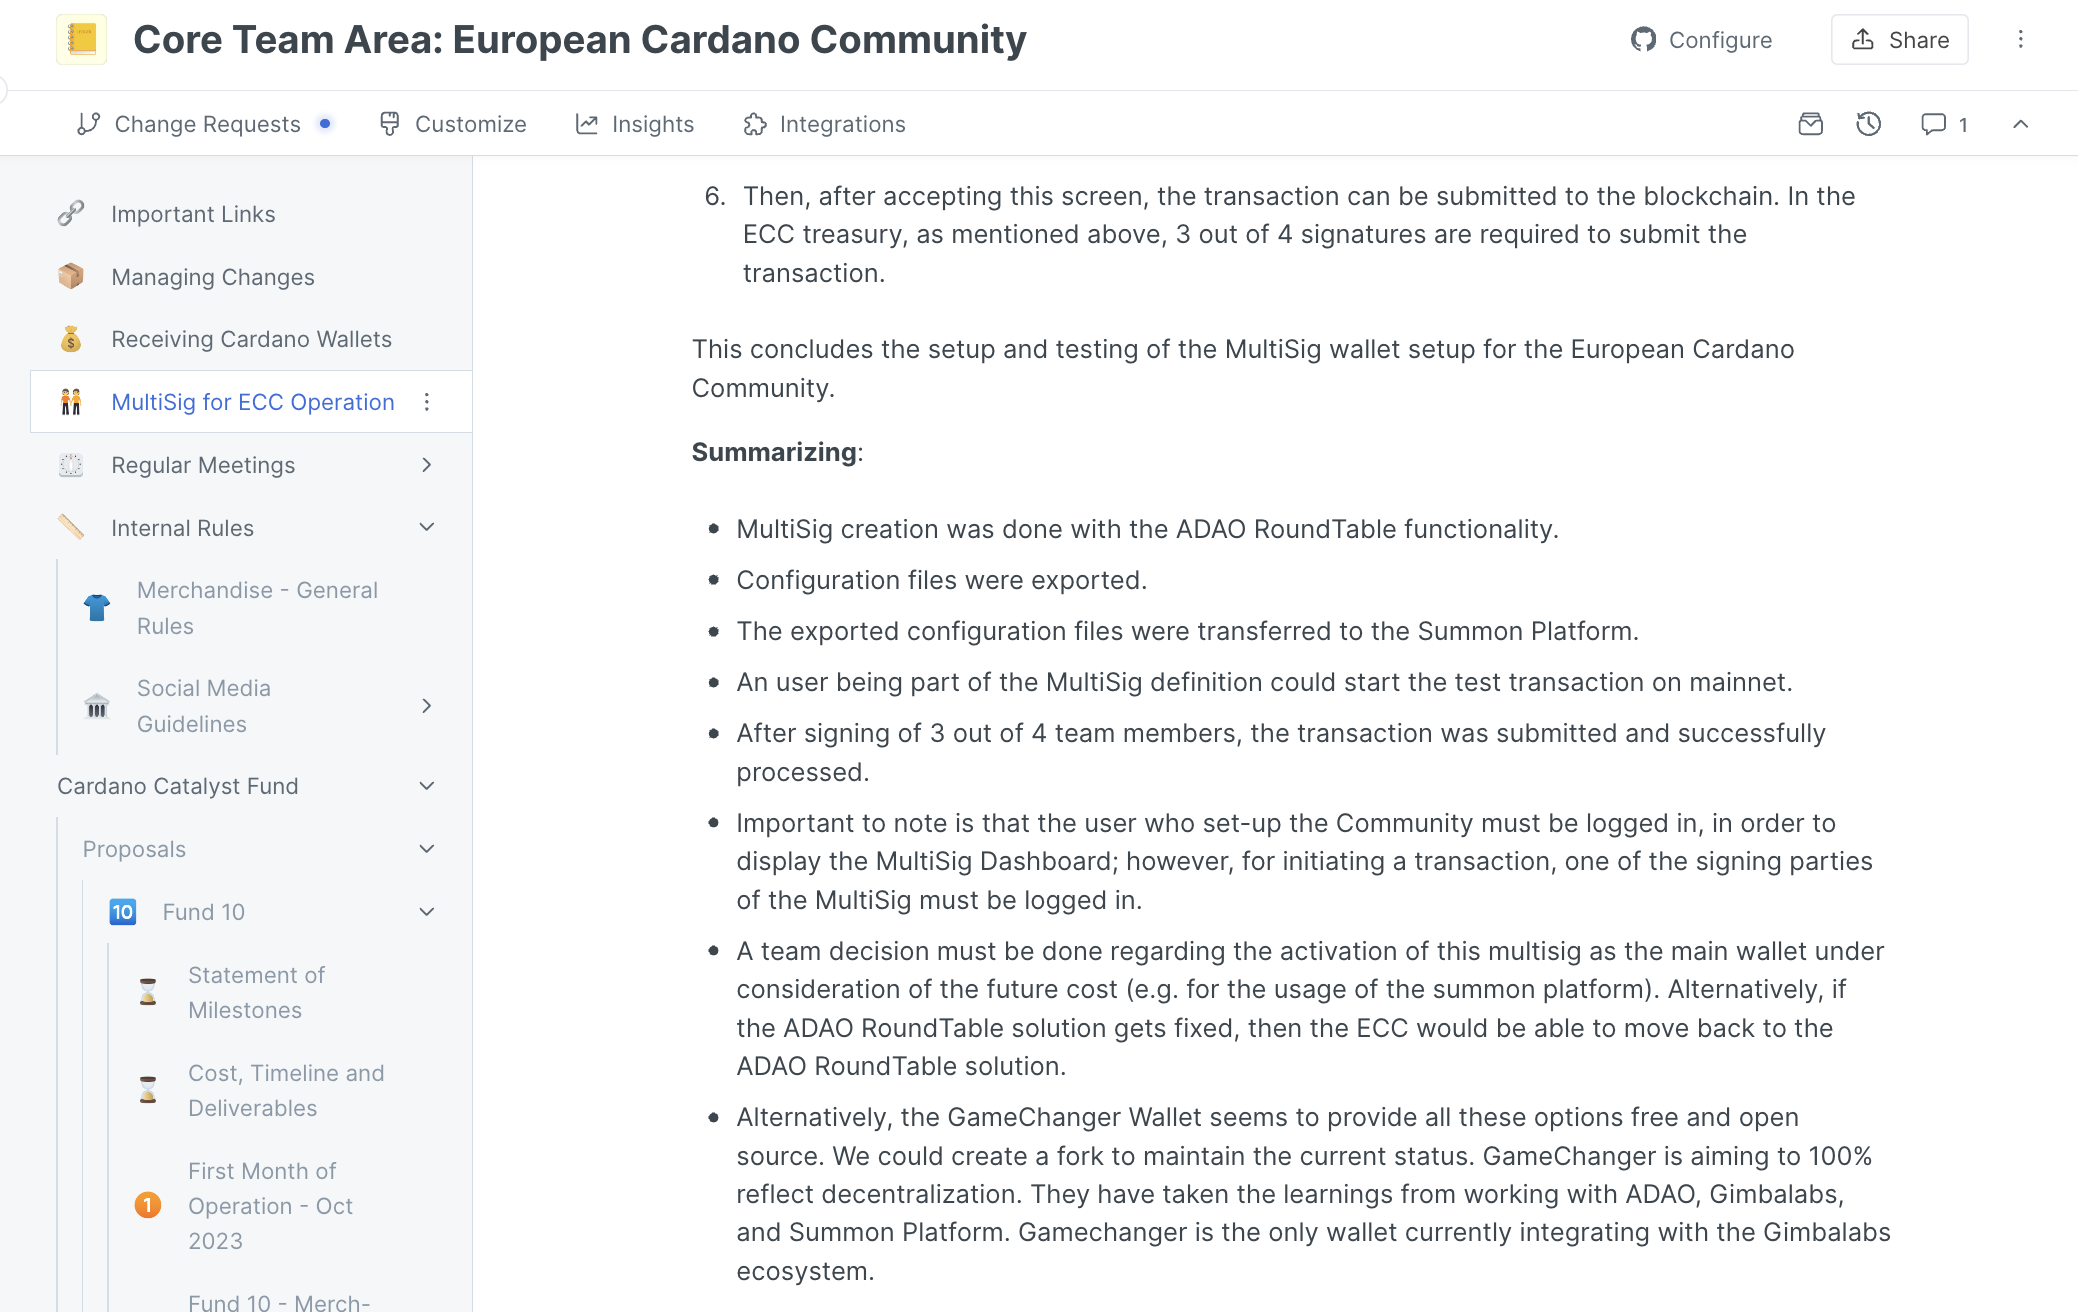 Core Team Area: European Cardano Community
Configure
Share
Change Requests
Customize
Insights
Integrations
1
Important Links
Managing Changes
Receiving Cardano Wallets
MultiSig for ECC Operation
Regular Meetings
Internal Rules
Merchandise - General
Rules
Social Media
Guidelines
Cardano Catalyst Fund
Proposals
10
Fund 10
Statement of
Milestones
Cost, Timeline and
Deliverables
1
First Month of
Operation - Oct
2023
Fund 10 - Merch-
6. Then, after accepting this screen, the transaction can be submitted to the blockchain. In the
ECC treasury, as mentioned above, 3 out of 4 signatures are required to submit the
transaction.
This concludes the setup and testing of the MultiSig wallet setup for the European Cardano
Community.
Summarizing:
• MultiSig creation was done with the ADAO RoundTable functionality.
• Configuration files were exported.
• The exported configuration files were transferred to the Summon Platform.
• An user being part of the MultiSig definition could start the test transaction on mainnet.
• After signing of 3 out of 4 team members, the transaction was submitted and successfully
processed.
• Important to note is that the user who set-up the Community must be logged in, in order to
display the MultiSig Dashboard; however, for initiating a transaction, one of the signing parties
of the MultiSig must be logged in.
• A team decision must be done regarding the activation of this multisig as the main wallet under
consideration of the future cost (e.g. for the usage of the summon platform). Alternatively, if
the ADAO RoundTable solution gets fixed, then the ECC would be able to move back to the
ADAO RoundTable solution.
• Alternatively, the GameChanger Wallet seems to provide all these options free and open
source. We could create a fork to maintain the current status. GameChanger is aiming to 100%
reflect decentralization. They have taken the learnings from working with ADAO, Gimbalabs,
and Summon Platform. Gamechanger is the only wallet currently integrating with the Gimbalabs
ecosystem.